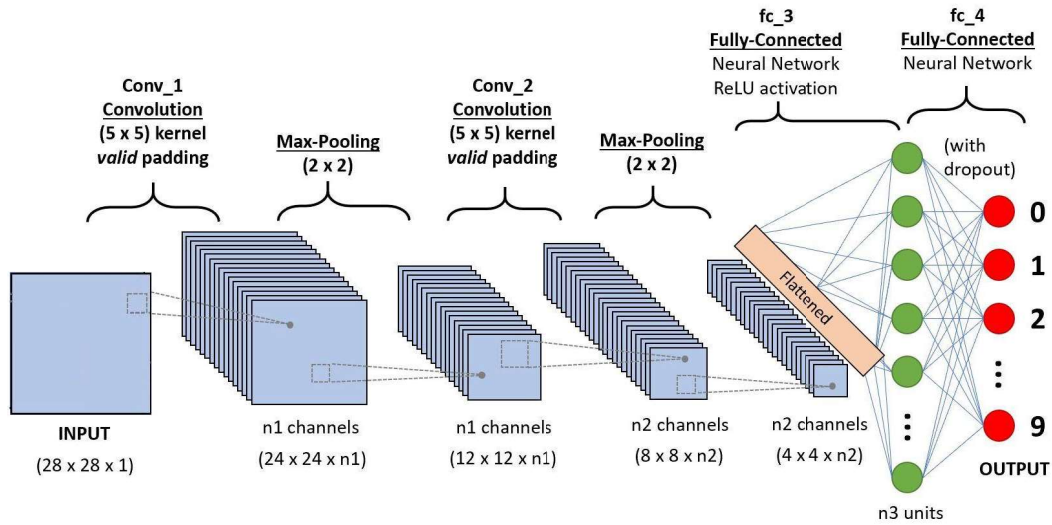 Conv_1
Convolution
(5 x 5) kernel
valid padding
Max-Pooling
(2 x 2)
Conv_2
Convolution
(5 x 5) kernel
valid padding
Max-Pooling
(2 x 2)
fc_3
Fully-Connected
Neural Network
ReLU activation
fc_4
Fully-Connected
Neural Network
(with
dropout)
Flattened
0
1
2
9
INPUT
(28 x 28 x 1)
n1 channels
(24 x 24 x n1)
n1 channels
(12 x 12 x n1)
n2 channels
(8 x 8 x n2)
n2 channels
(4 x 4 x n2)
n3 units
OUTPUT